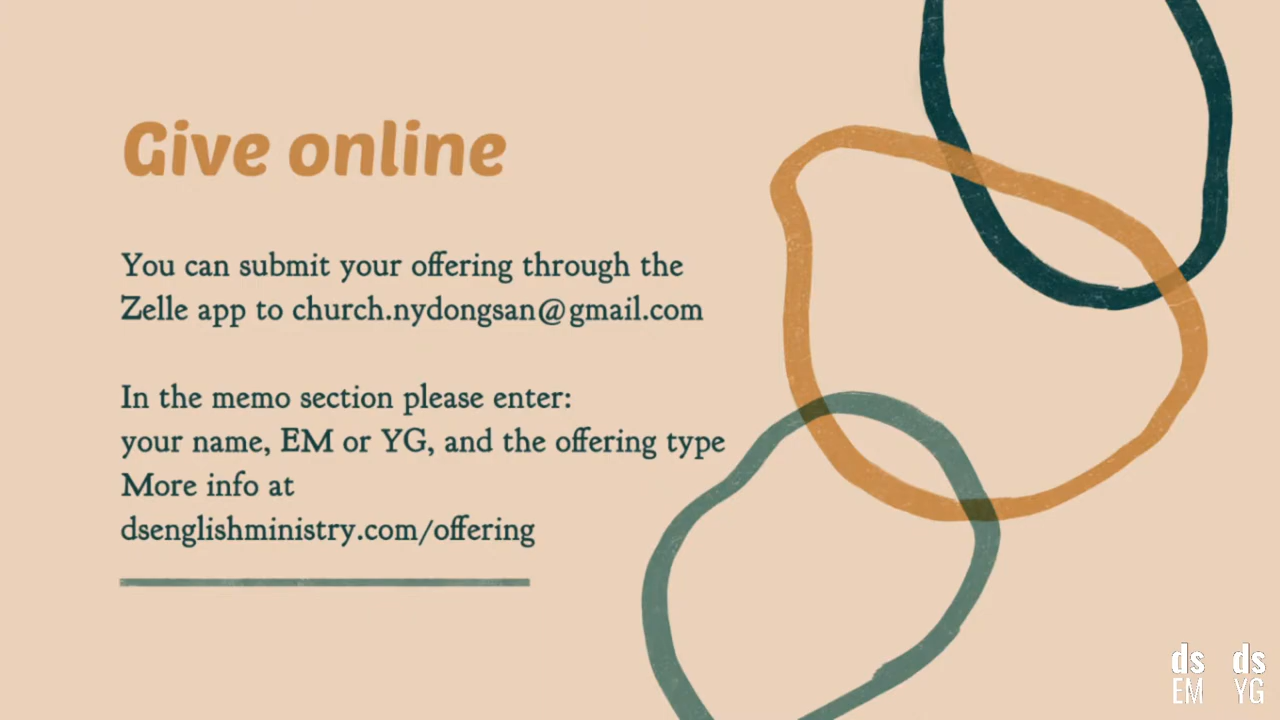 Give online
You can submit your offering through the
Zelle app to church.nydongsan@gmail.com
In the memo section please enter:
your name, EM or YG, and the offering type
More info at
dsenglishministry.com/offering
ds ds
EM YG